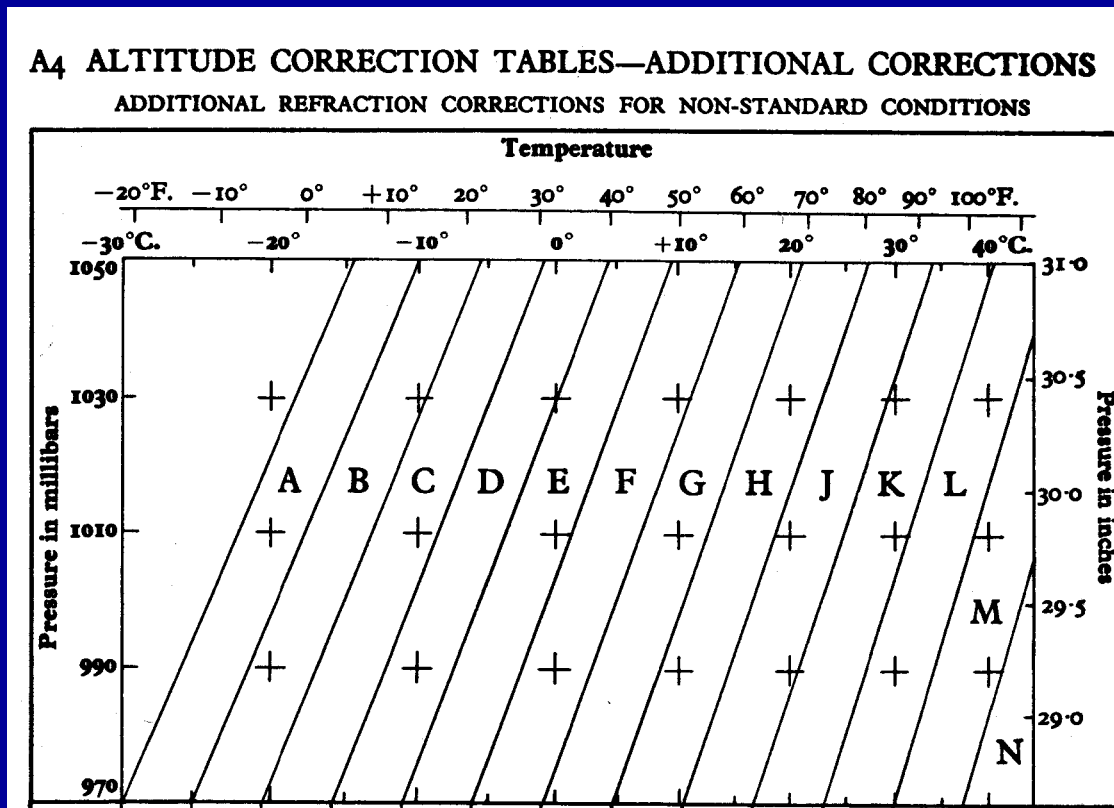 A4 ALTITUDE CORRECTION TABLES—ADDITIONAL CORRECTIONS
ADDITIONAL REFRACTION CORRECTIONS FOR NON-STANDARD CONDITIONS
Temperature
−20°F. −10° 0° +10° 20° 30° 40° 50° 60° 70° 80° 90° 100°F.
−30°C. −20° −10° 0° +10° 20° 30° 40°C.
1050 31·0
30·5
1030
A B C D E F G H J K L
30·0
1010
M
29·5
990
29·0
N
970
Pressure in millibars
Pressure in inches